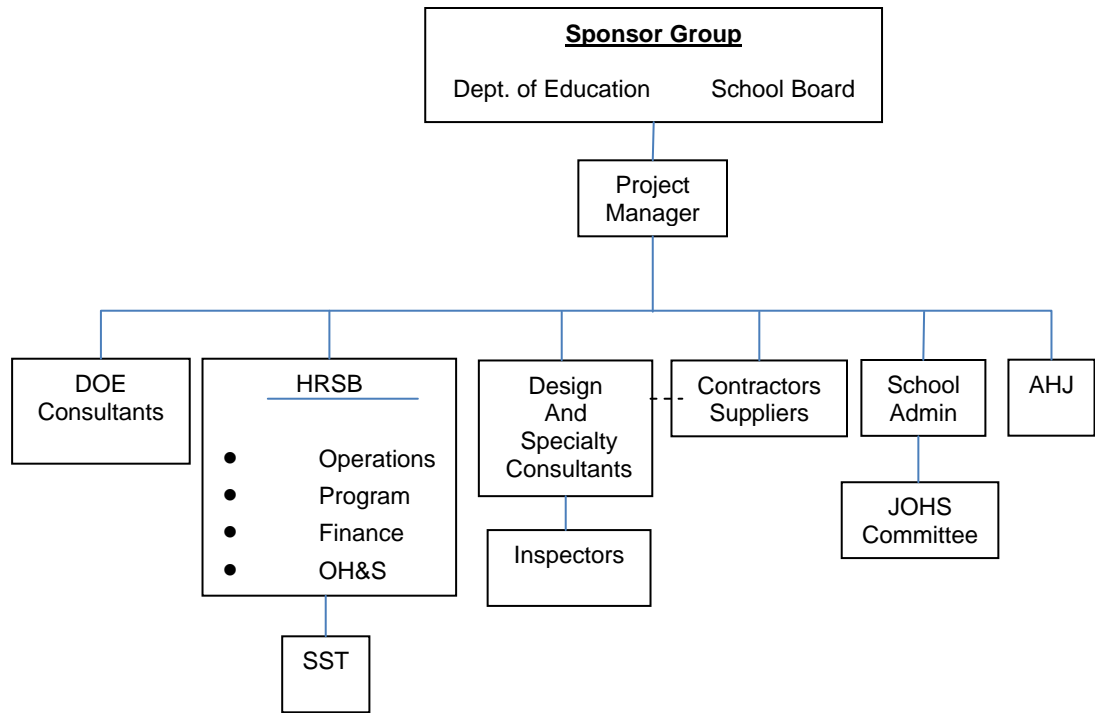 Sponsor Group
Dept. of Education School Board
Project
Manager
DOE
Consultants
HRSB
● Operations
● Program
● Finance
● OH&S
SST
Design
And
Specialty
Consultants
Inspectors
Contractors
Suppliers
School
Admin
JOHS
Committee
AHJ